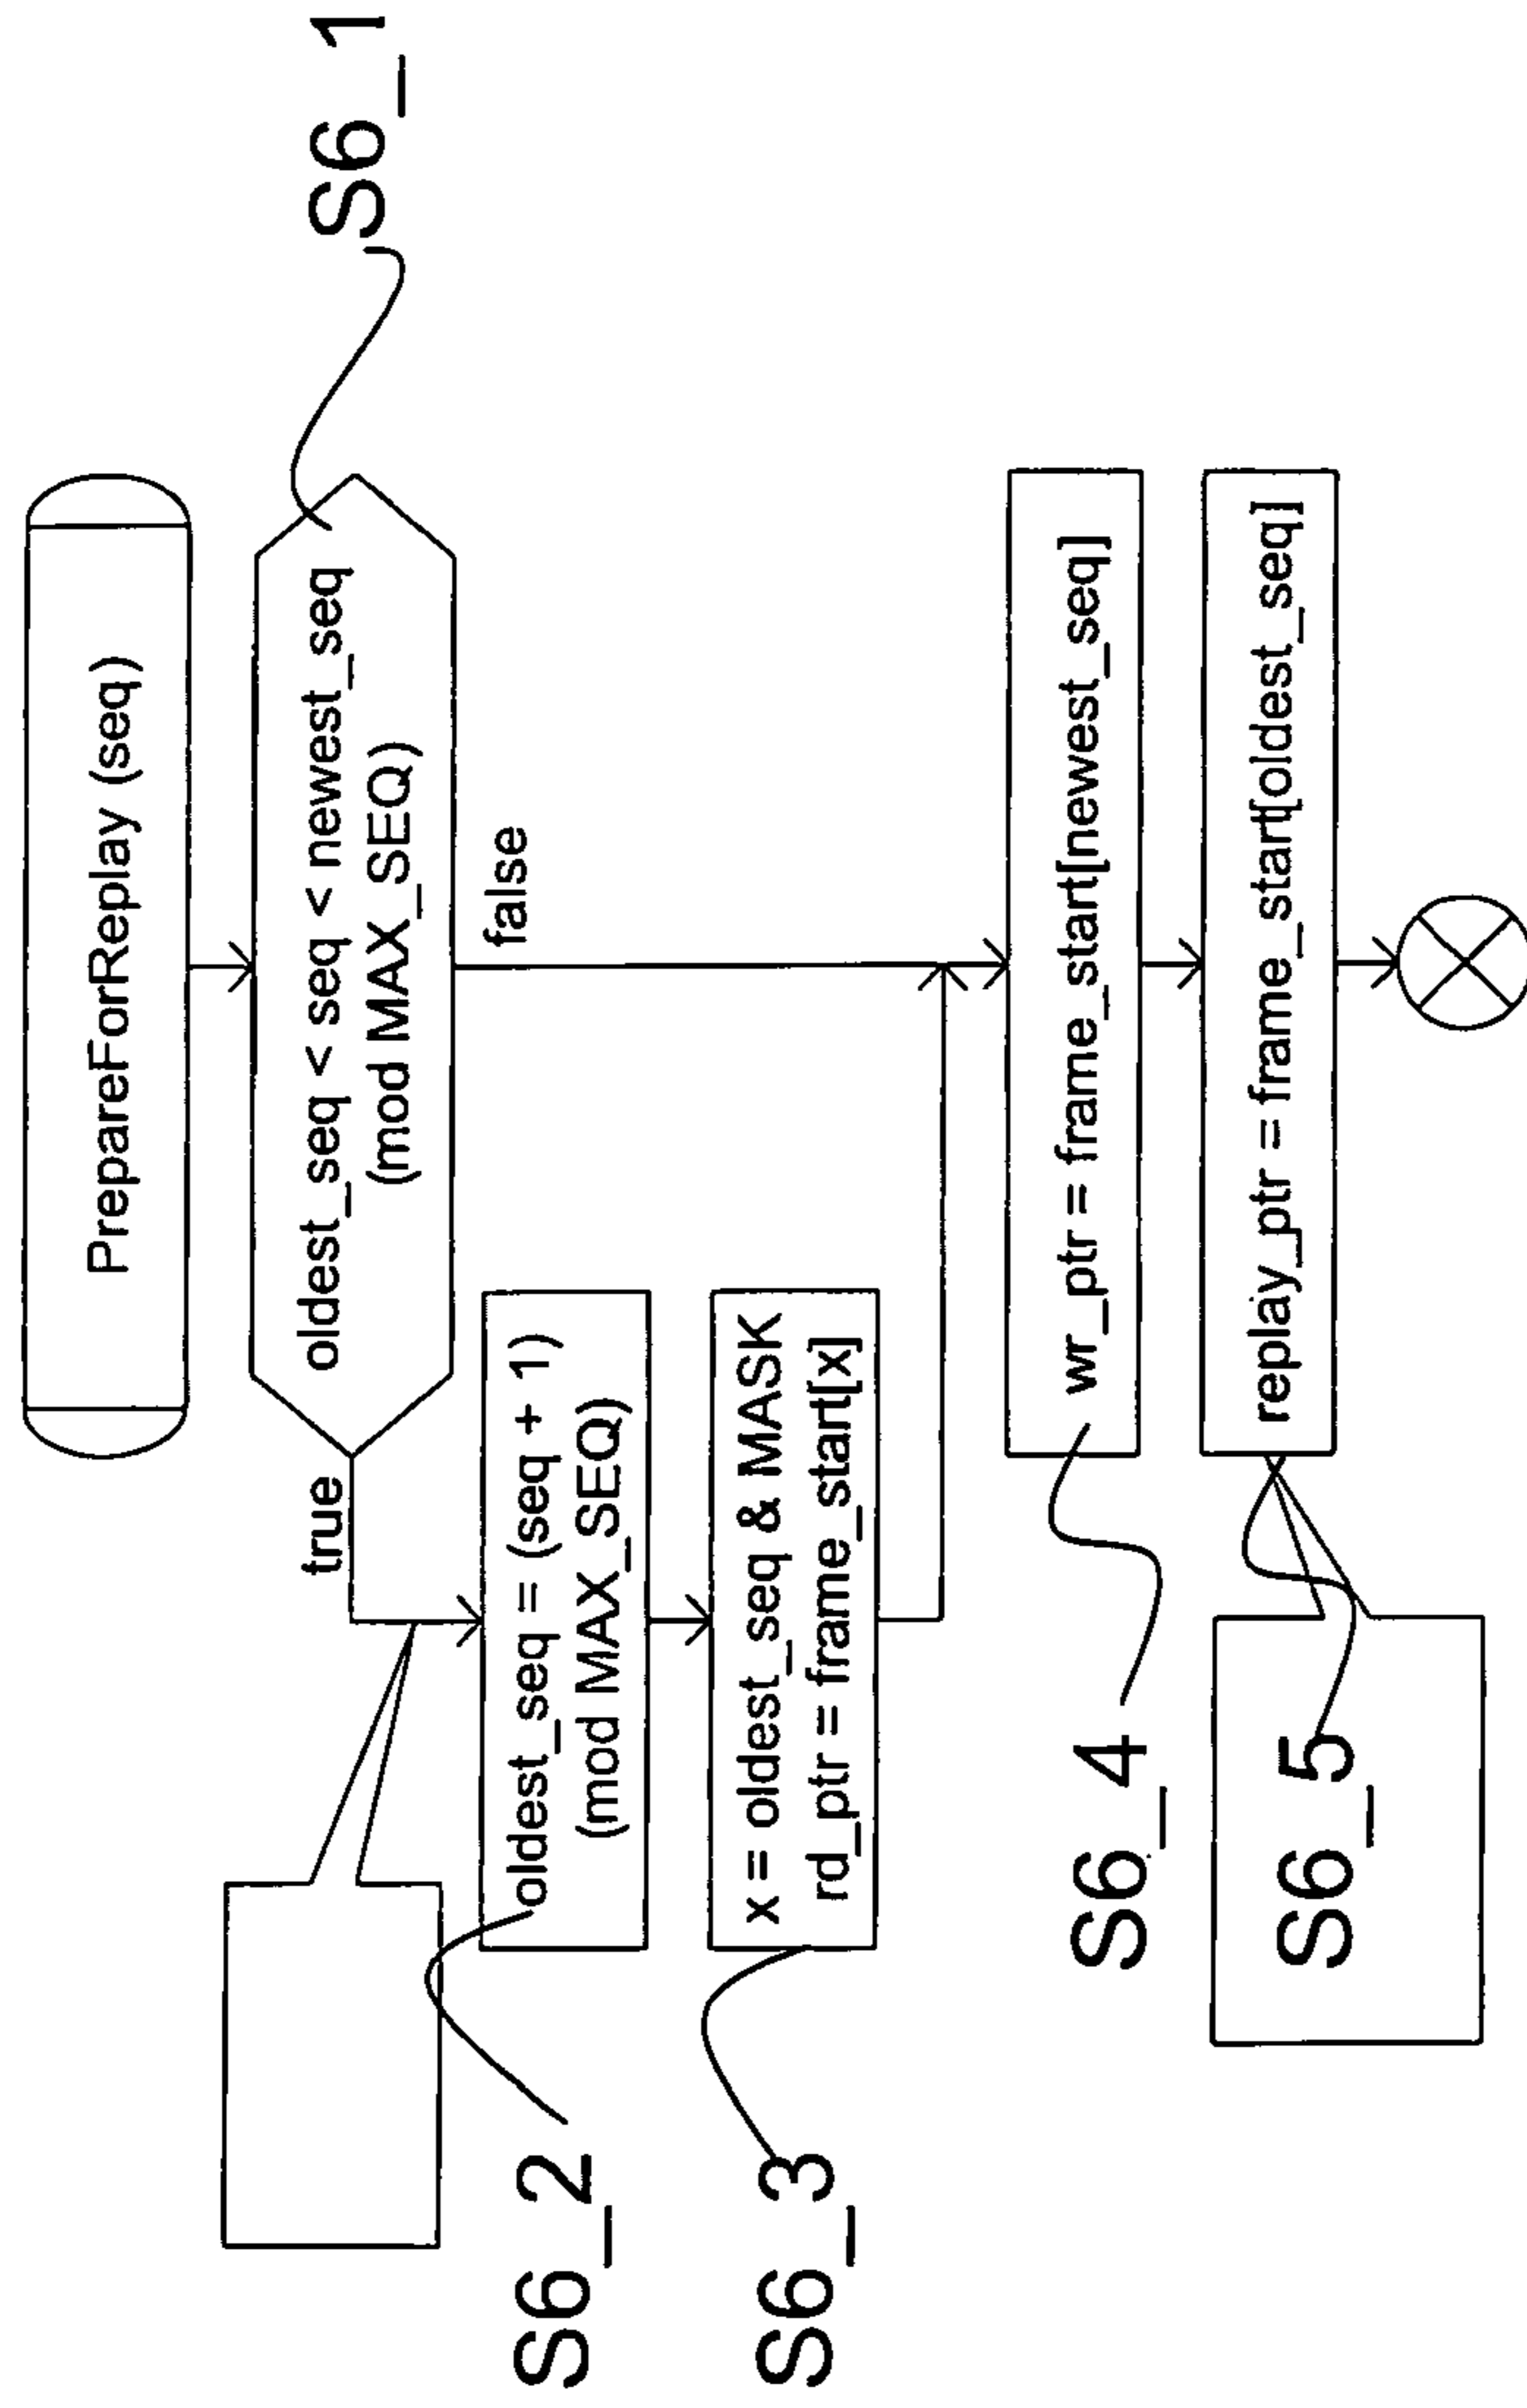 PrepareForReplay (seq)
oldest_seq < seq < newest_seq
(mod MAX_SEQ)
S6_1
true
false
oldest_seq = (seq + 1)
(mod MAX_SEQ)
S6_2
x = oldest_seq & MASK
rd_ptr = frame_start[x]
S6_3
wr_ptr = frame_start[newest_seq]
S6_4
replay_ptr = frame_start[oldest_seq]
S6_5